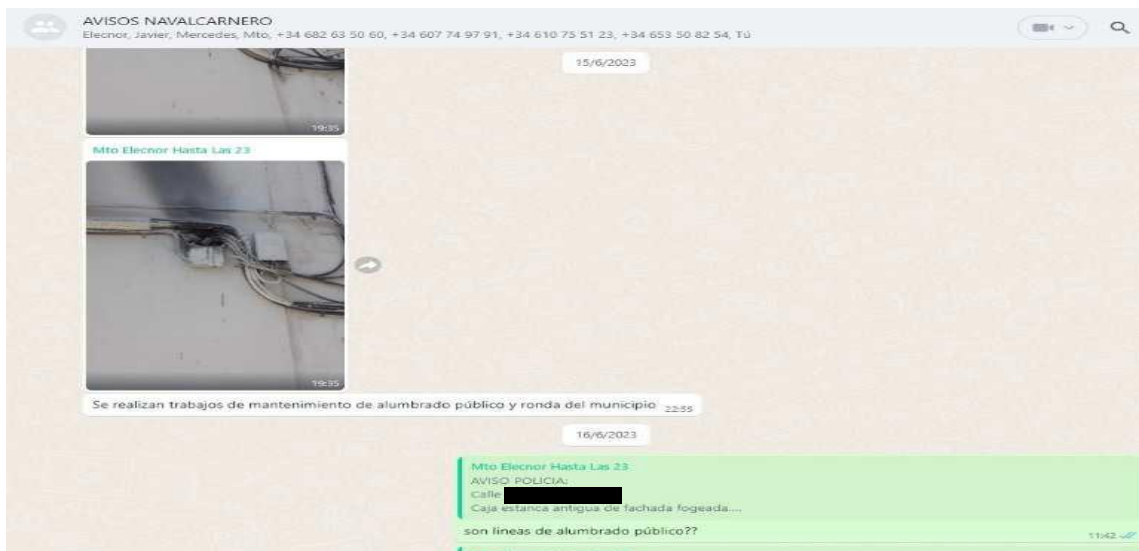 AVISOS NAVALCARNERO
Elecnor, Javier, Mercedes, Mto, +34 682 63 50 60, +34 607 74 97 91, +34 610 75 51 23, +34 653 50 82 54, Tú
15/6/2023
19:35
Mto Elecnor Hasta Las 23
19:35
Se realizan trabajos de mantenimiento de alumbrado público y ronda del municipio 22:55
16/6/2023
Mto Elecnor Hasta Las 23
AVISO POLICIA:
Calle
Caja estanca antigua de fachada fogeada....
son lineas de alumbrado público??
11:42